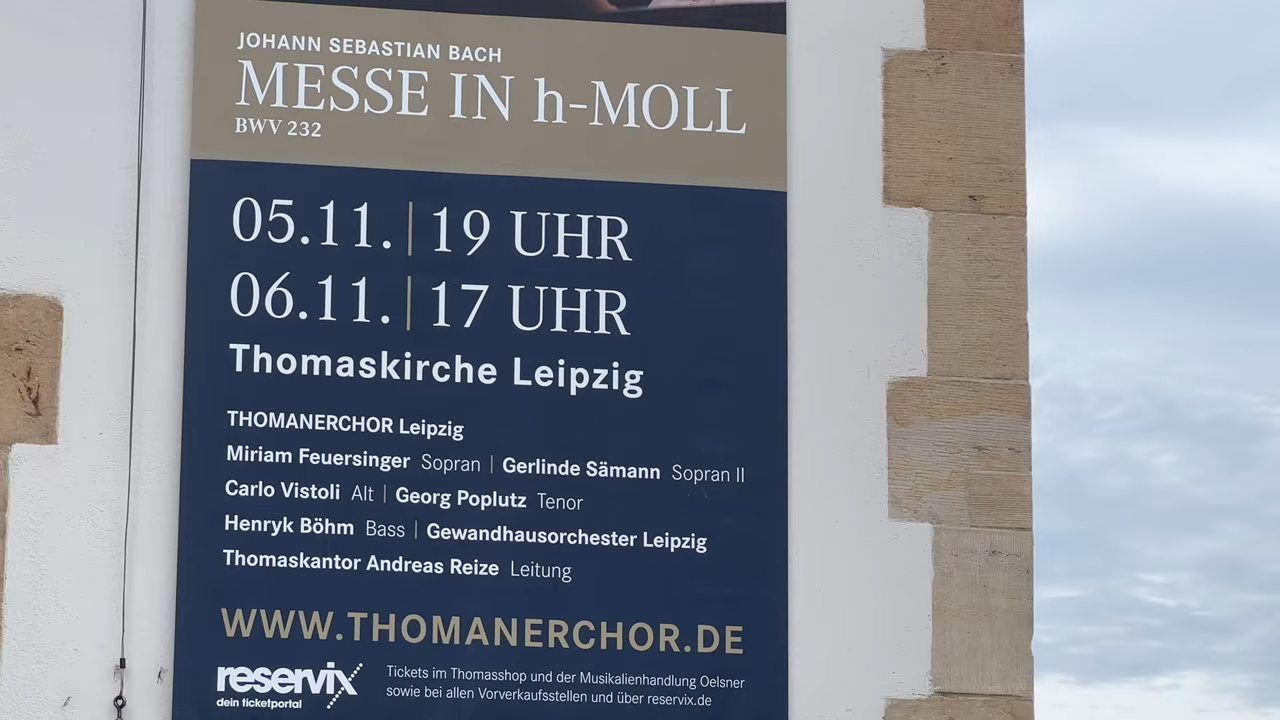 JOHANN SEBASTIAN BACH
MESSE IN h-MOLL
BWV 232
05.11. | 19 UHR
06.11. | 17 UHR
Thomaskirche Leipzig
THOMANERCHOR Leipzig
Miriam Feuersinger Sopran | Gerlinde Sämann Sopran II
Carlo Vistoli Alt | Georg Poplutz Tenor
Henryk Böhm Bass | Gewandhausorchester Leipzig
Thomaskantor Andreas Reize Leitung
WWW.THOMANERCHOR.DE
reservix
dein ticketportal
Tickets im Thomasshop und der Musikalienhandlung Oelsner
sowie bei allen Vorverkaufsstellen und über reservix.de